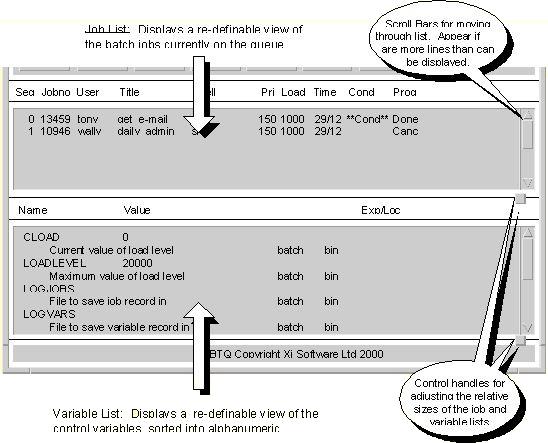 Job List: Displays a re-definable view of
the batch jobs currently on the queue
Scroll Bars for moving
through list. Appear if
are more lines than can
be displayed.
Seq Jobno User Title ell Pri Load Time Cond Prog
0 13459 tony get e-mail 150 1000 29/12 **Cond** Done
1 10946 wally daily admin s 150 1000 29/12 Canc
Name Value Exp/Loc
CLOAD 0
Current value of load level batch bin
LOADLEVEL 20000
Maximum value of load level batch bin
LOGJOBS
File to save job record in batch bin
LOGVARS
File to save variable record in batch bin
BTQ Copyright Xi Software Ltd 2000
Control handles for
adjusting the relative
sizes of the job and
variable lists
Variable List: Displays a re-definable view of the
control variables, sorted into alphanumeric